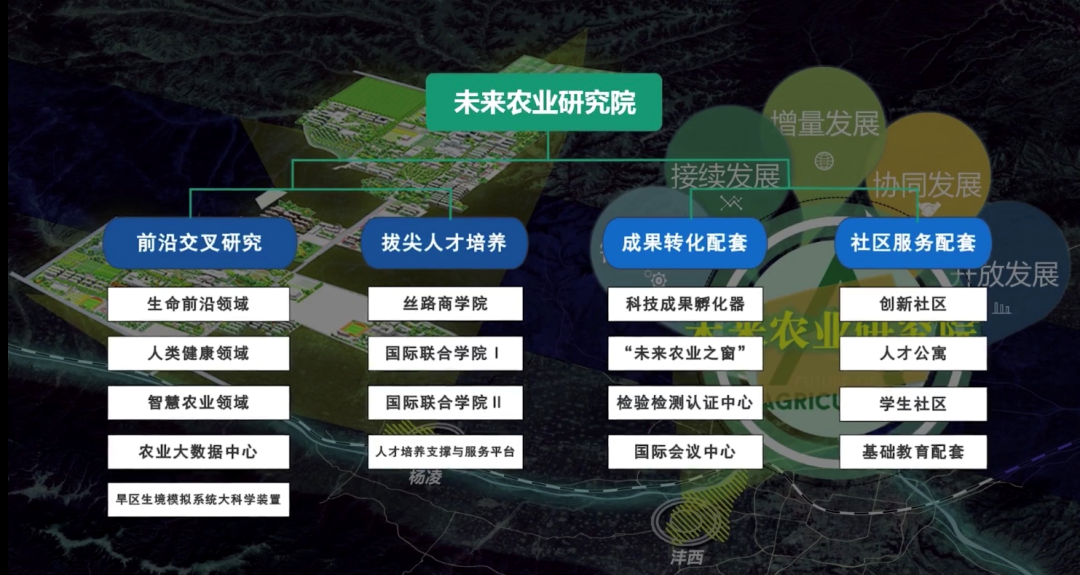 未来农业研究院
增量发展
接续发展
协同发展
开放发展
前沿交叉研究
拔尖人才培养
成果转化配套
社区服务配套
生命前沿领域
丝路商学院
科技成果孵化器
创新社区
未来农业研究院
人类健康领域
国际联合学院Ⅰ
“未来农业之窗”
人才公寓
智慧农业领域
国际联合学院Ⅱ
检验检测认证中心
学生社区
农业大数据中心
人才培养支撑与服务平台
国际会议中心
基础教育配套
旱区生境模拟系统大科学装置
杨凌
沣西